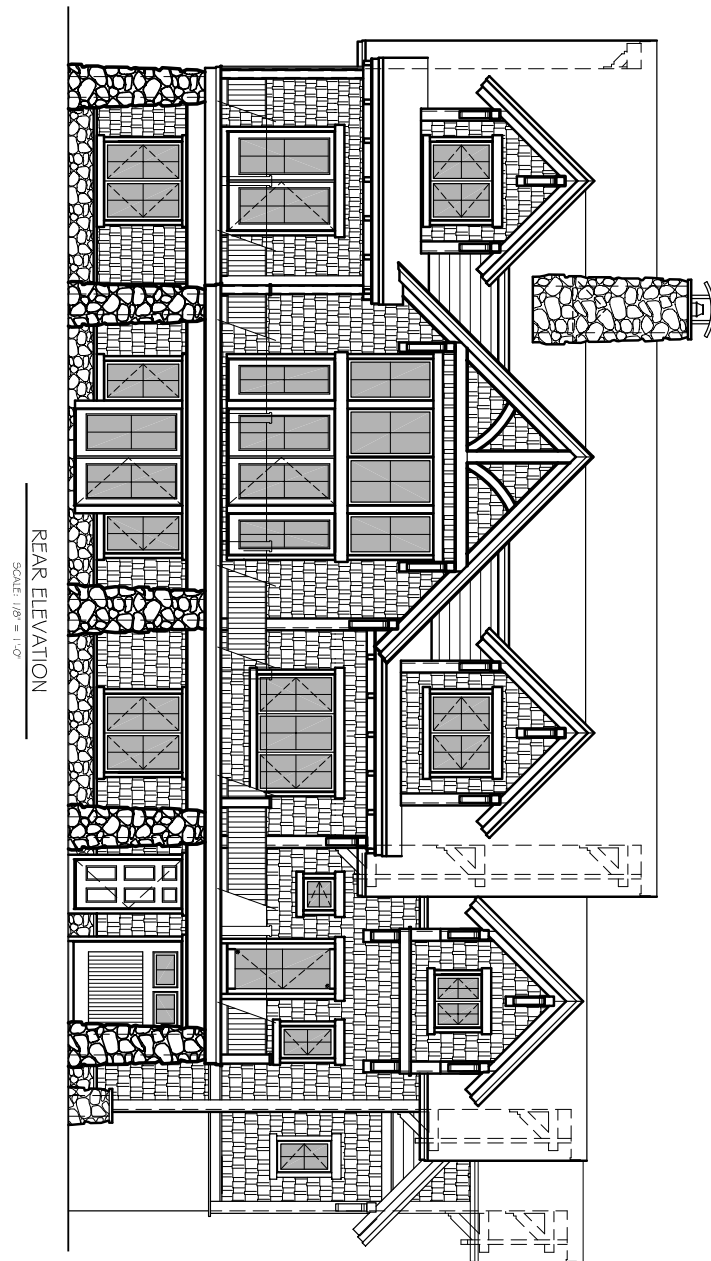 REAR ELEVATION
SCALE: 1/8" = 1'-0"